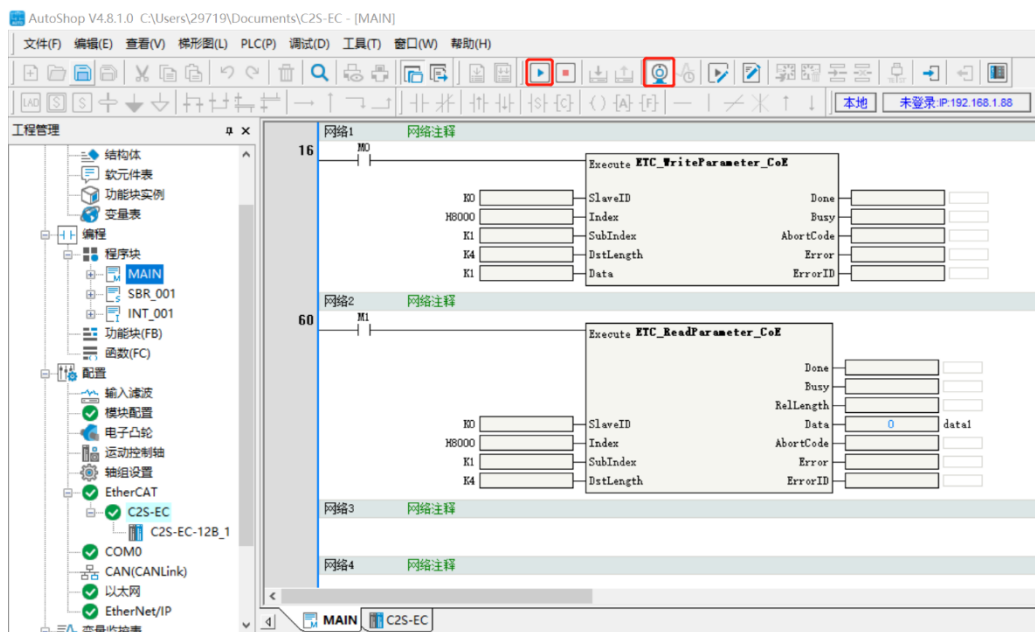 AutoShop V4.8.1.0 C:\Users\29719\Documents\C2S-EC - [MAIN]
文件(F) 编辑(E) 查看(V) 梯形图(L) PLC(P) 调试(D) 工具(T) 窗口(W) 帮助(H)
本地 未登录:IP:192.168.1.88
工程管理
结构体
软元件表
功能块实例
变量表
编程
程序块
MAIN
SBR_001
INT_001
功能块(FB)
函数(FC)
配置
输入滤波
模块配置
电子凸轮
运动控制轴
轴组设置
EtherCAT
C2S-EC
C2S-EC-12B_1
COM0
CAN(CANLink)
以太网
EtherNet/IP
变量监控表
网络1 网络注释
16 M0
Execute ETC_WriteParameter_CoE
K0 SlaveID Done
H8000 Index Busy
K1 SubIndex AbortCode
K4 DstLength Error
K1 Data ErrorID
网络2 网络注释
60 M1
Execute ETC_ReadParameter_CoE
Done
Busy
RelLength
K0 SlaveID Data 0 data1
H8000 Index AbortCode
K1 SubIndex Error
K4 DstLength ErrorID
网络3 网络注释
网络4 网络注释
MAIN C2S-EC